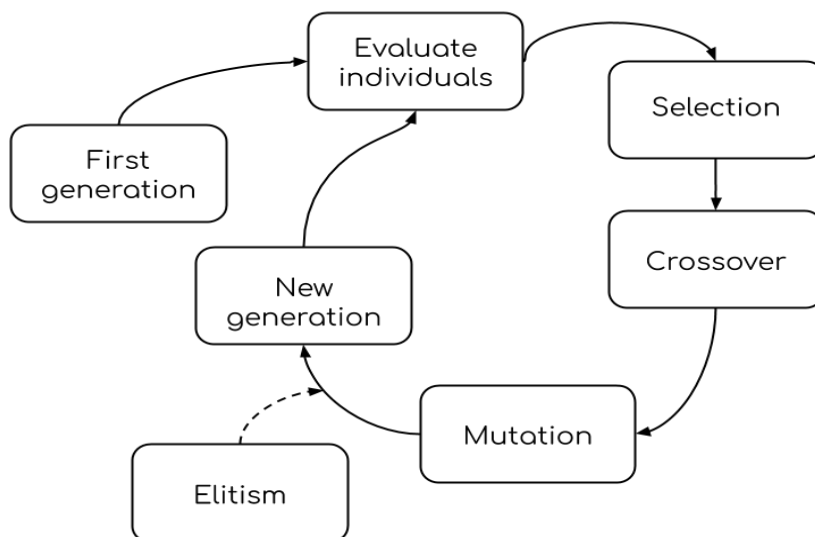 Evaluate
individuals
Selection
First
generation
Crossover
New
generation
Mutation
Elitism